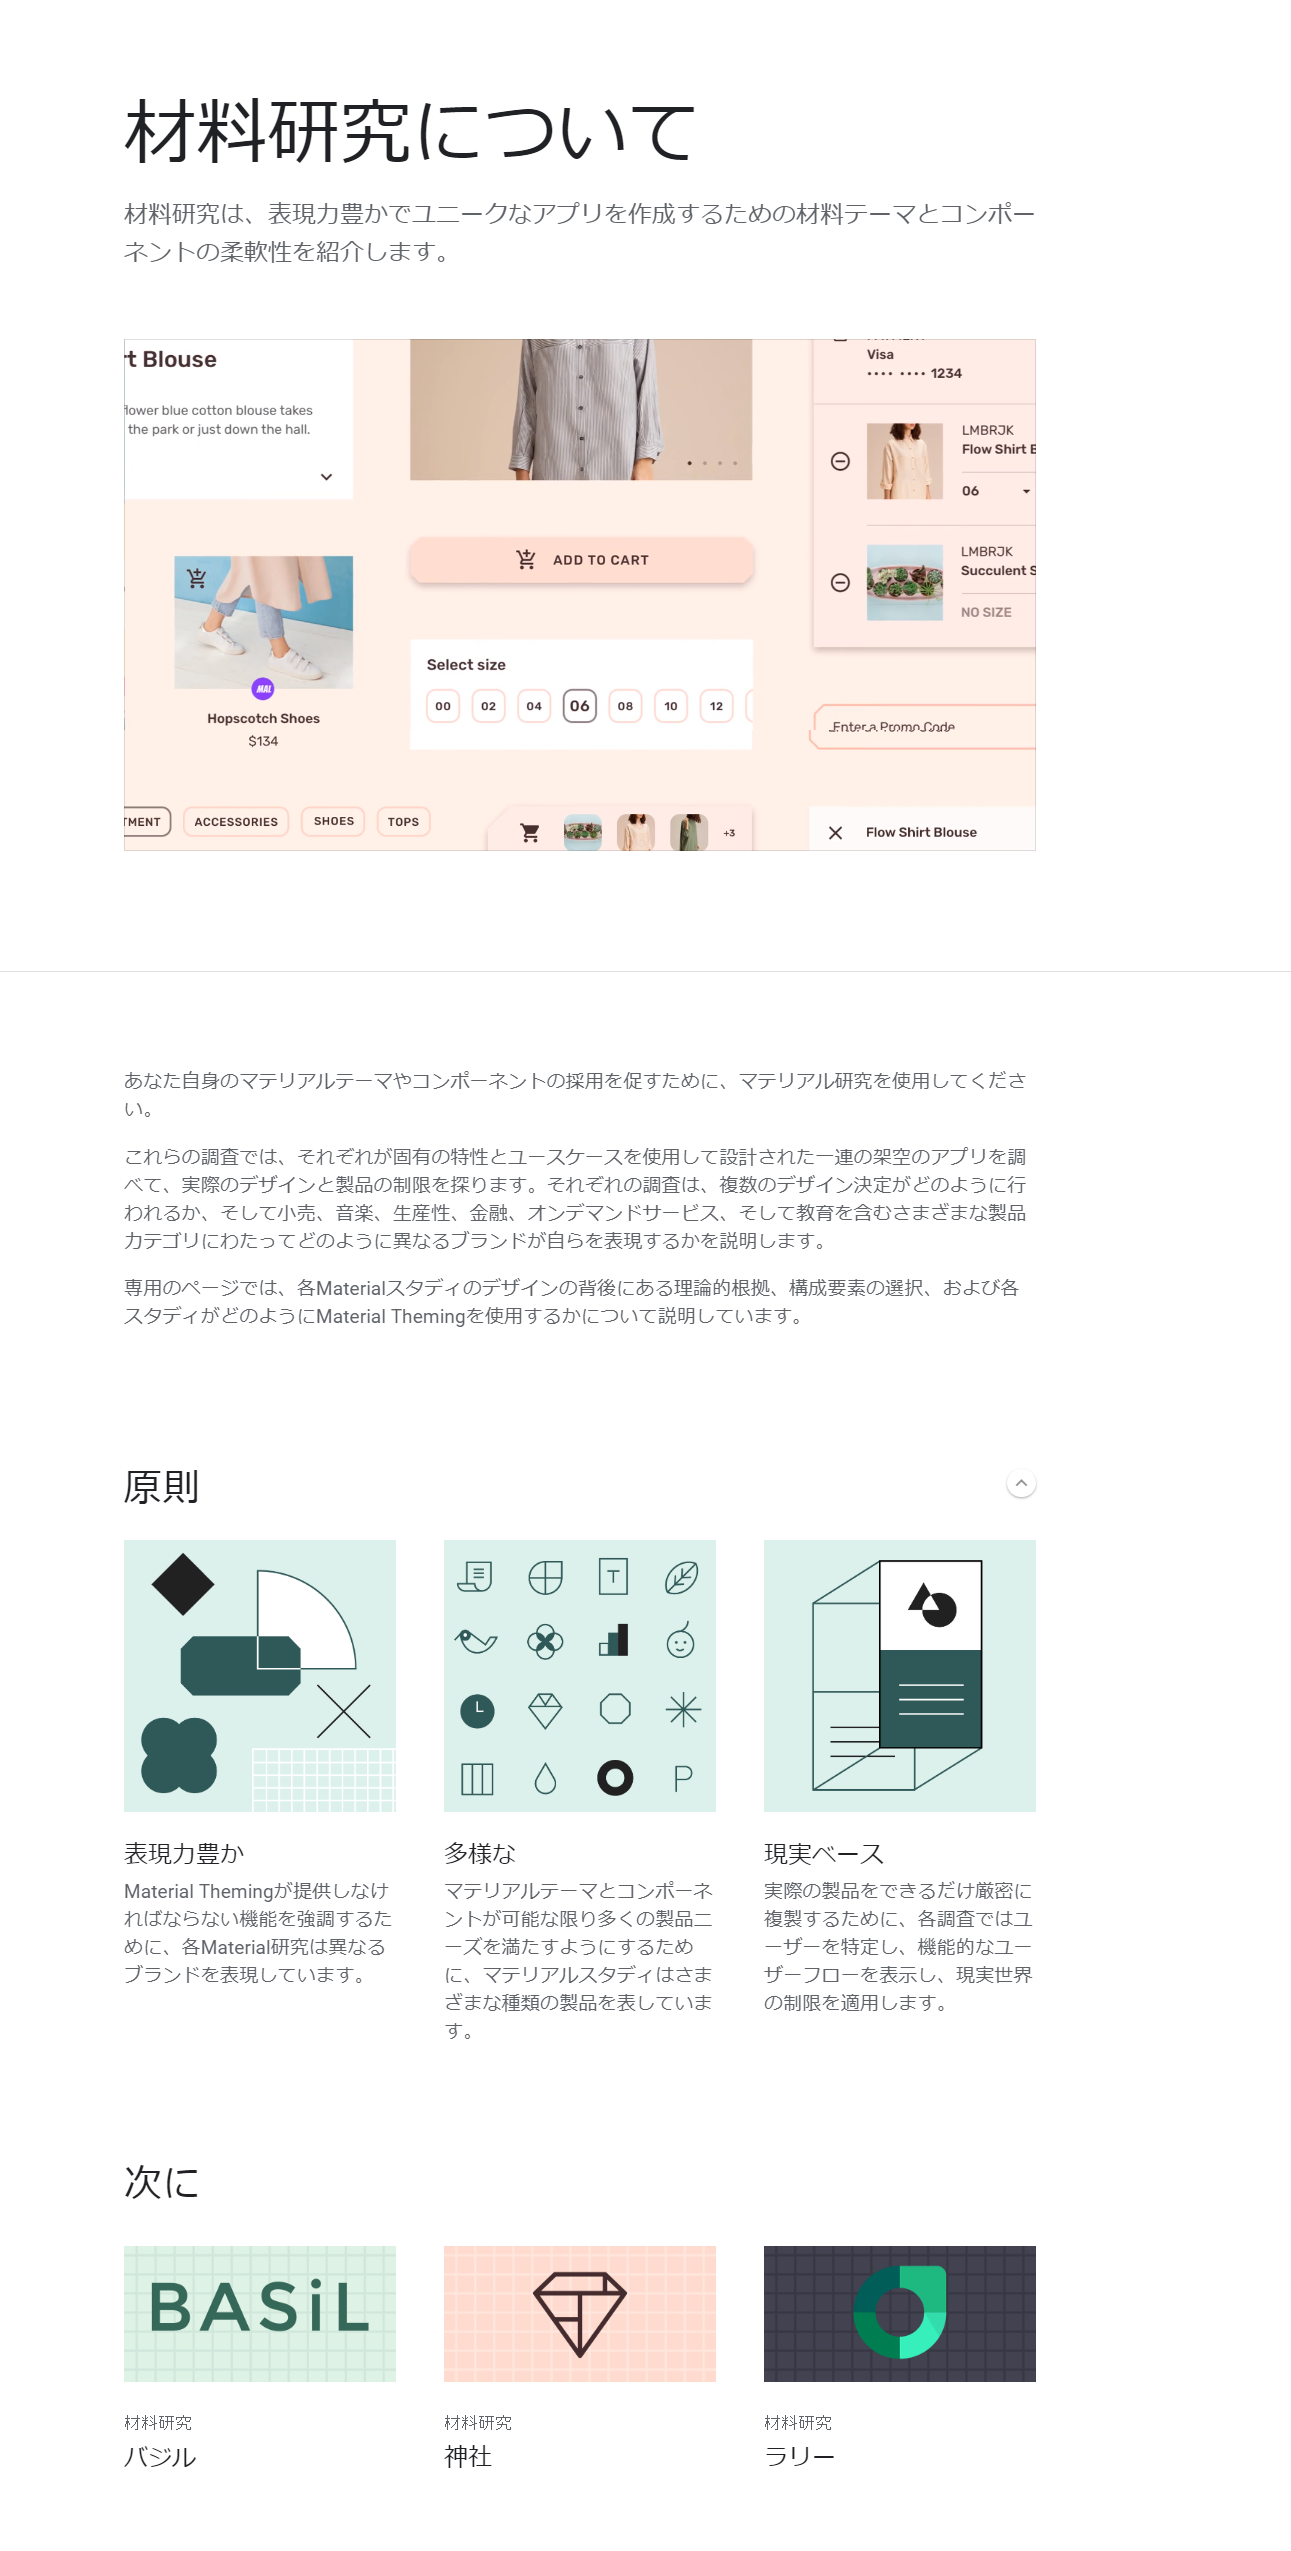 材料研究について
材料研究は、表現力豊かでユニークなアプリを作成するための材料テーマとコンポー
ネントの柔軟性を紹介します。
rt Blouse
flower blue cotton blouse takes
the park or just down the hall.
Visa
•••• •••• 1234
LMBRJK
Flow Shirt B
06
ADD TO CART
LMBRJK
Succulent S
NO SIZE
Select size
00 02 04 06 08 10 12
MAL
Hopscotch Shoes
$134
Enter a Promo Code
TMENT ACCESSORIES SHOES TOPS
+3
Flow Shirt Blouse
あなた自身のマテリアルテーマやコンポーネントの採用を促すために、マテリアル研究を使用してくださ
い。
これらの調査では、それぞれが固有の特性とユースケースを使用して設計された一連の架空のアプリを調
べて、実際のデザインと製品の制限を探ります。それぞれの調査は、複数のデザイン決定がどのように行
われるか、そして小売、音楽、生産性、金融、オンデマンドサービス、そして教育を含むさまざまな製品
カテゴリにわたってどのように異なるブランドが自らを表現するかを説明します。
専用のページでは、各Materialスタディのデザインの背後にある理論的根拠、構成要素の選択、および各
スタディがどのようにMaterial Themingを使用するかについて説明しています。
原則
T
P
表現力豊か
Material Themingが提供しなけ
ればならない機能を強調するた
めに、各Material研究は異なる
ブランドを表現しています。
多様な
マテリアルテーマとコンポーネ
ントが可能な限り多くの製品ニ
ーズを満たすようにするため
に、マテリアルスタディはさま
ざまな種類の製品を表していま
す。
現実ベース
実際の製品をできるだけ厳密に
複製するために、各調査ではユ
ーザーを特定し、機能的なユー
ザーフローを表示し、現実世界
の制限を適用します。
次に
BASiL
材料研究
バジル
材料研究
神社
材料研究
ラリー